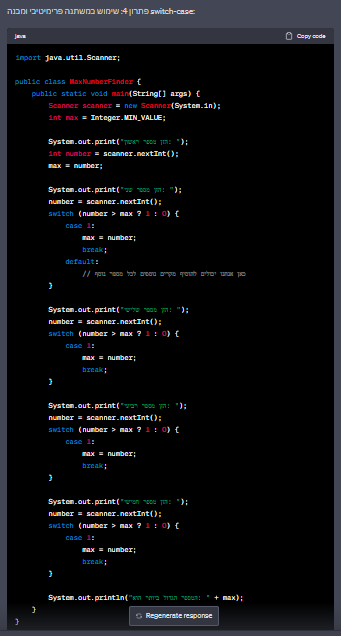 פתרון 4: שימוש במשתנה פרימיטיבי ומבנה switch-case:
java
Copy code
import java.util.Scanner;
public class MaxNumberFinder {
public static void main(String[] args) {
Scanner scanner = new Scanner(System.in);
int max = Integer.MIN_VALUE;
System.out.print("הזן מספר ראשון: ");
int number = scanner.nextInt();
max = number;
System.out.print("הזן מספר שני: ");
number = scanner.nextInt();
switch (number > max ? 1 : 0) {
case 1:
max = number;
break;
default:
// כאן אנחנו יכולים להוסיף מקרים נוספים לכל מספר נוסף
}
System.out.print("הזן מספר שלישי: ");
number = scanner.nextInt();
switch (number > max ? 1 : 0) {
case 1:
max = number;
break;
}
System.out.print("הזן מספר רביעי: ");
number = scanner.nextInt();
switch (number > max ? 1 : 0) {
case 1:
max = number;
break;
}
System.out.print("הזן מספר חמישי: ");
number = scanner.nextInt();
switch (number > max ? 1 : 0) {
case 1:
max = number;
break;
}
System.out.println("המספר הגדול ביותר הוא: " + max);
}
}
Regenerate response